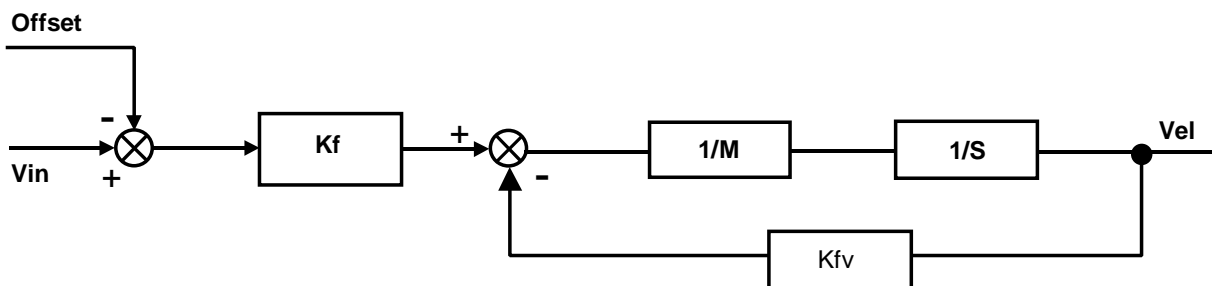 Offset
-
Vin
+
Kf
+
-
1/M
1/S
Vel
Kfv